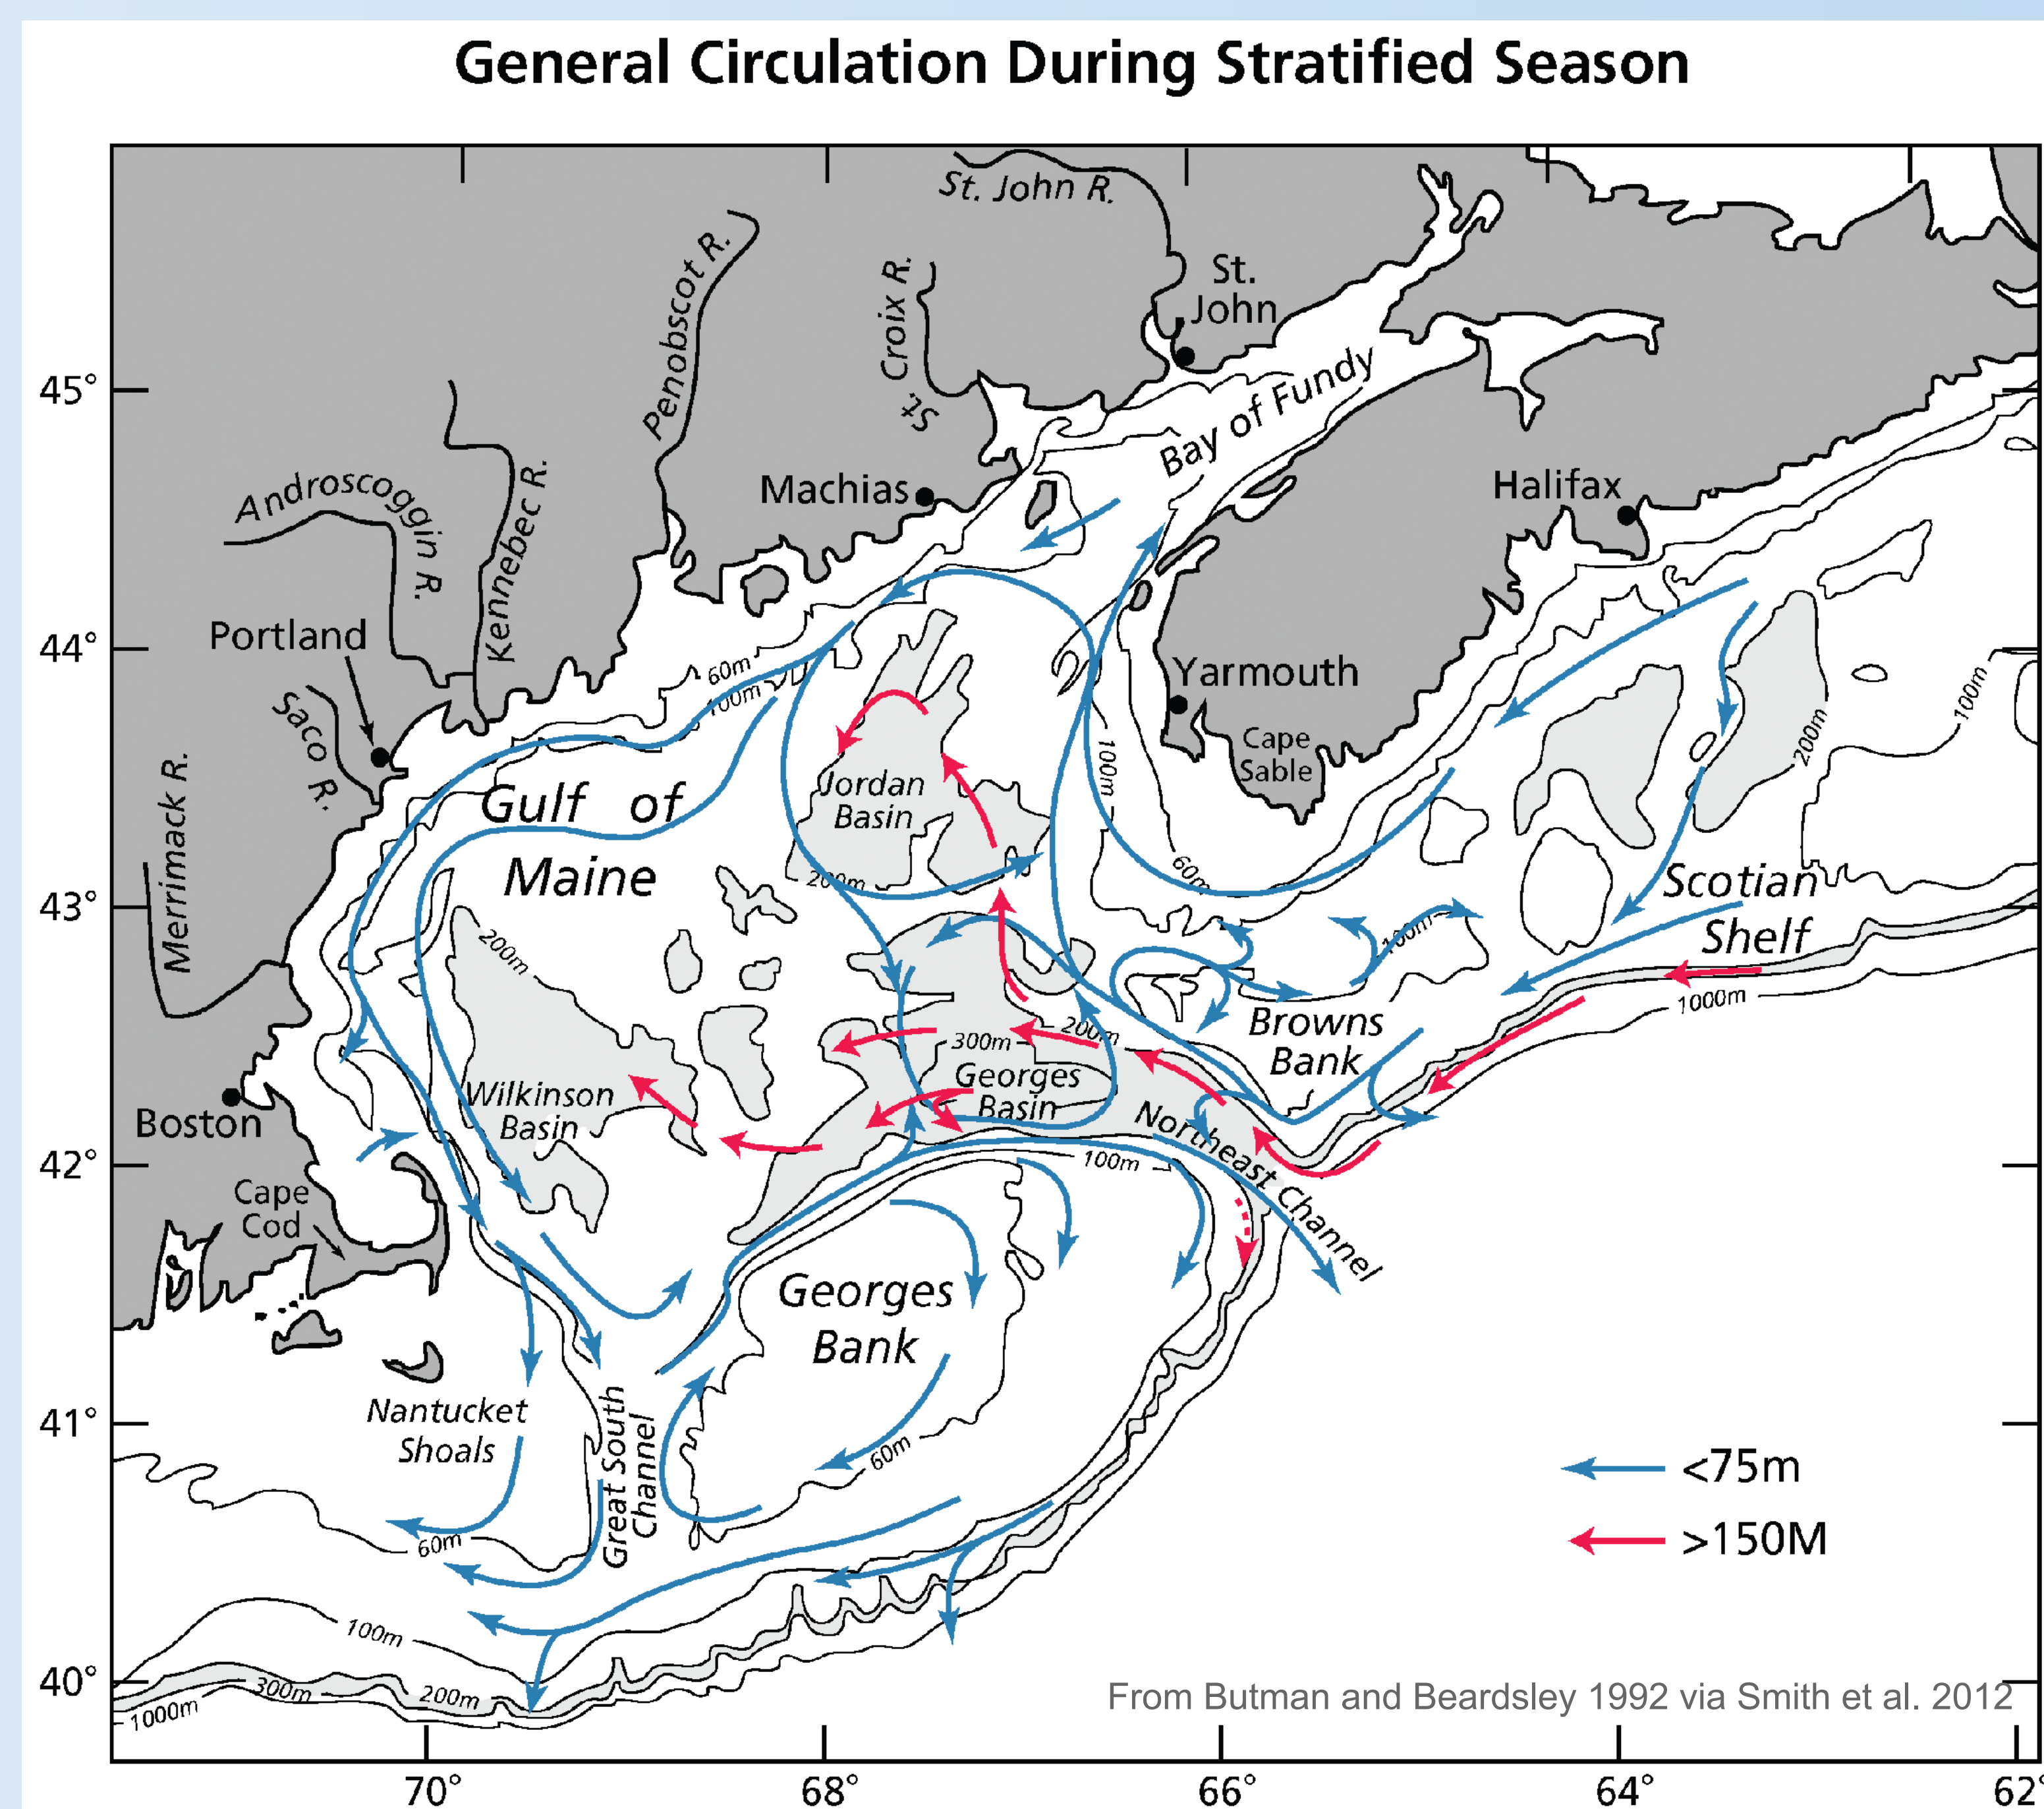 General Circulation During Stratified Season
St. John R.
St.
John
Penobscot R.
St. Croix R.
45°
Bay of Fundy
Androscoggin R.
Kennebec R.
Machias
Halifax
Portland
44°
60m
100m
Yarmouth
Saco R.
Cape
Sable
100m
200m
100m
Merrimack R.
Gulf of
Maine
Jordan
Basin
200m
60m
43°
Scotian
Shelf
200m
100m
1000m
Browns
Bank
200m
300m
Georges
Basin
Wilkinson
Basin
Boston
Northeast Channel
42°
100m
Cape
Cod
Georges
Bank
Nantucket
Shoals
Great South
Channel
41°
60m
<75m
>150M
60m
100m
40°
300m
200m
1000m
From Butman and Beardsley 1992 via Smith et al. 2012
70°
68°
66°
64°
62°